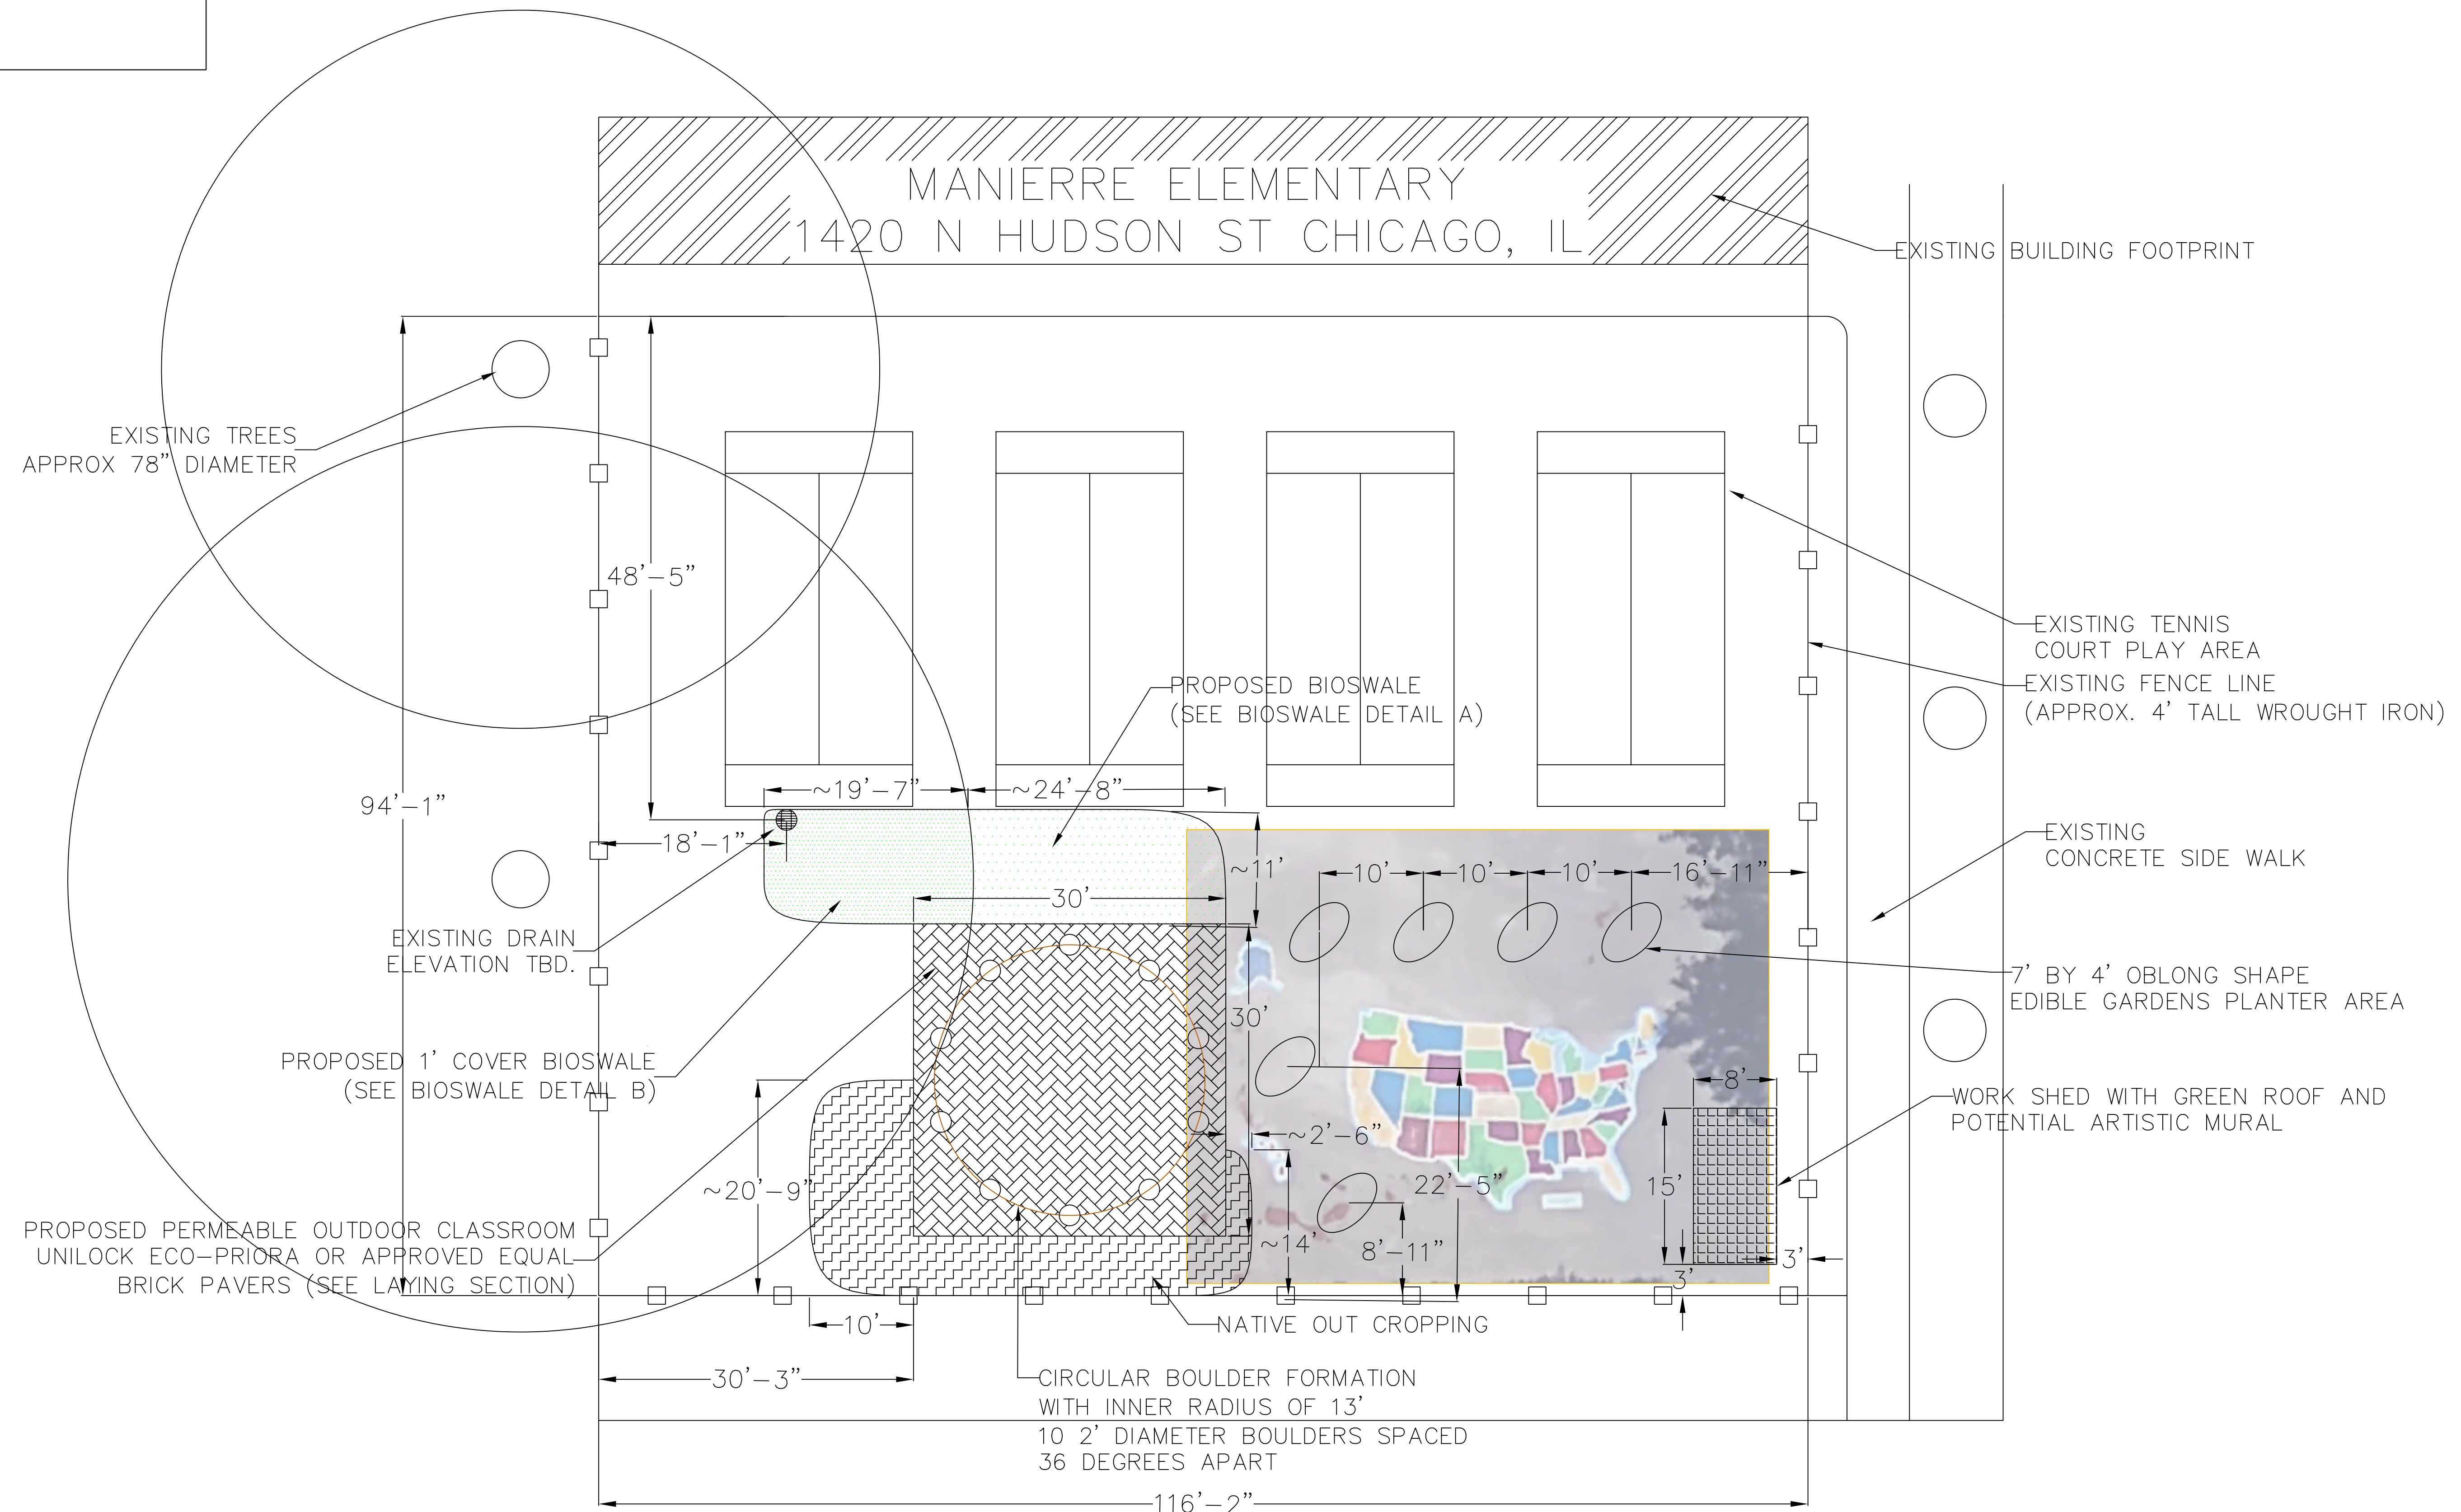 MANIERRE ELEMENTARY
1420 N HUDSON ST CHICAGO, IL
EXISTING BUILDING FOOTPRINT
EXISTING TREES
APPROX 78" DIAMETER
48'-5"
94'-1"
EXISTING TENNIS
COURT PLAY AREA
EXISTING FENCE LINE
(APPROX. 4' TALL WROUGHT IRON)
PROPOSED BIOSWALE
(SEE BIOSWALE DETAIL A)
~19'-7"
~24'-8"
18'-1"
~11'
30'
10'
10'
10'
16'-11"
EXISTING
CONCRETE SIDE WALK
EXISTING DRAIN
ELEVATION TBD.
7' BY 4' OBLONG SHAPE
EDIBLE GARDENS PLANTER AREA
30'
PROPOSED 1' COVER BIOSWALE
(SEE BIOSWALE DETAIL B)
8'
WORK SHED WITH GREEN ROOF AND
POTENTIAL ARTISTIC MURAL
~2'-6"
~20'-9"
22'-5"
15'
PROPOSED PERMEABLE OUTDOOR CLASSROOM
UNILOCK ECO-PRIORA OR APPROVED EQUAL
BRICK PAVERS (SEE LAYING SECTION)
~14'
8'-11"
3'
3'
10'
NATIVE OUT CROPPING
30'-3"
CIRCULAR BOULDER FORMATION
WITH INNER RADIUS OF 13'
10 2' DIAMETER BOULDERS SPACED
36 DEGREES APART
116'-2"